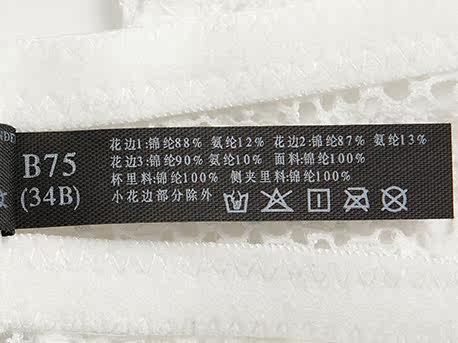 B75
(34B)
花边1:锦纶88% 氨纶12% 花边2:锦纶87% 氨纶13%
花边3:锦纶90% 氨纶10% 面料:锦纶100%
杯里料:锦纶100% 侧夹里料:锦纶100%
小花边部分除外